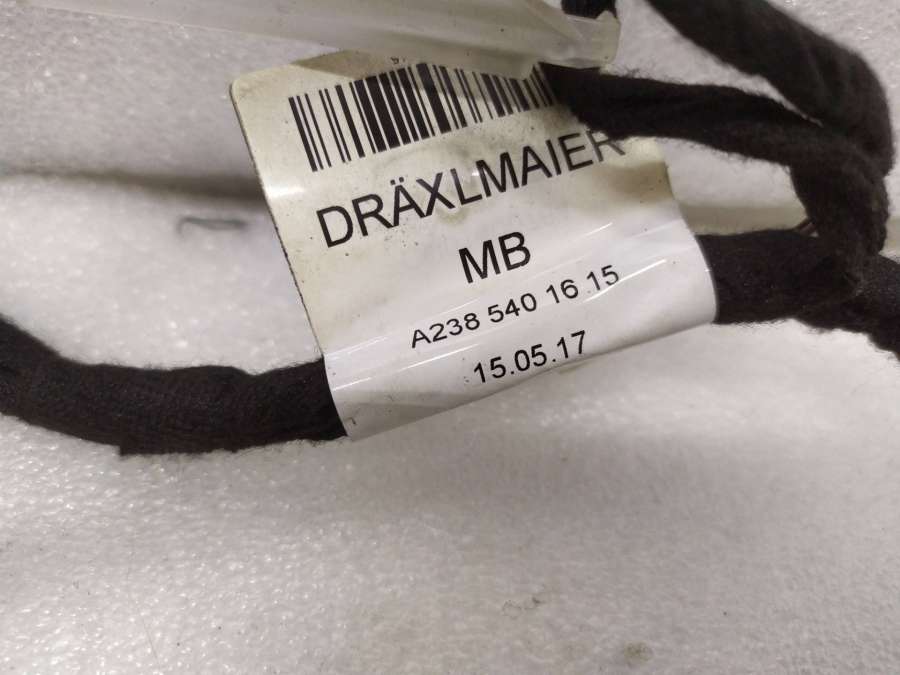 DRÄXLMAIER
MB
A238 540 16 15
15.05.17